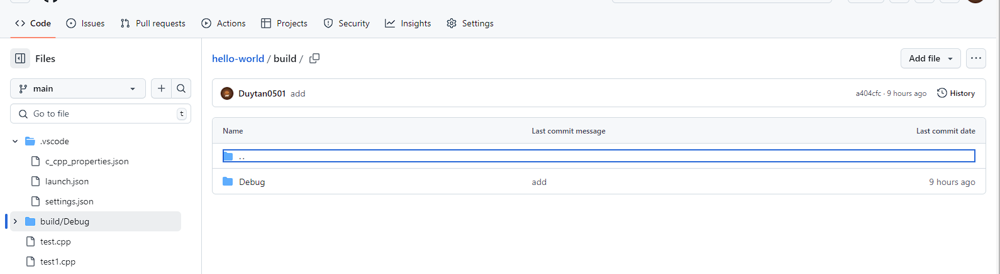 Code Issues Pull requests Actions Projects Security Insights Settings
Files
main
Go to file t
.vscode
c_cpp_properties.json
launch.json
settings.json
build/Debug
test.cpp
test1.cpp
hello-world / build /
Add file
Duytan0501 add a404cfc · 9 hours ago History
Name Last commit message Last commit date
..
Debug add 9 hours ago